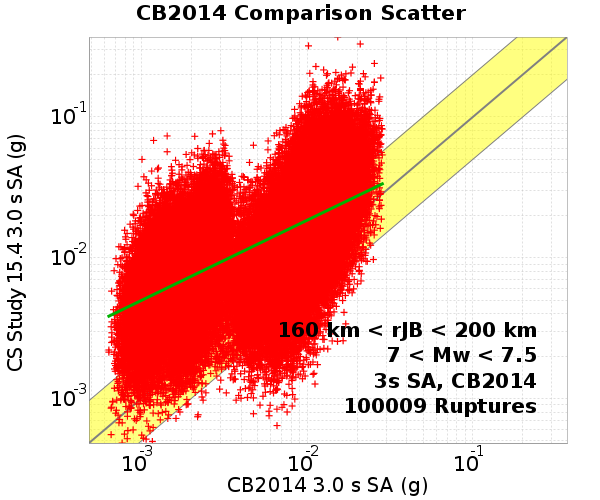 CB2014 Comparison Scatter
CS Study 15.4 3.0 s SA (g)
10-1
10-2
10-3
160 km < rJB < 200 km
7 < Mw < 7.5
3s SA, CB2014
100009 Ruptures
10-3
10-2
10-1
CB2014 3.0 s SA (g)